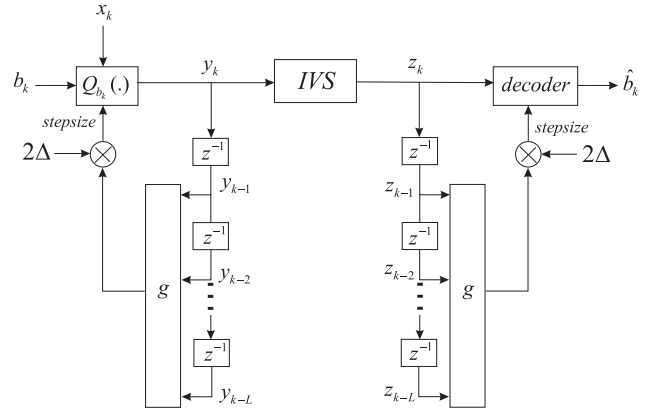 x_k
b_k Q_{b_k}(.) y_k IVS z_k decoder \hat{b}_k
stepsize stepsize
2Δ 2Δ
z^{-1} z^{-1}
y_{k-1} z_{k-1}
z^{-1} z^{-1}
y_{k-2} z_{k-2}
g g
z^{-1} z^{-1}
y_{k-L} z_{k-L}